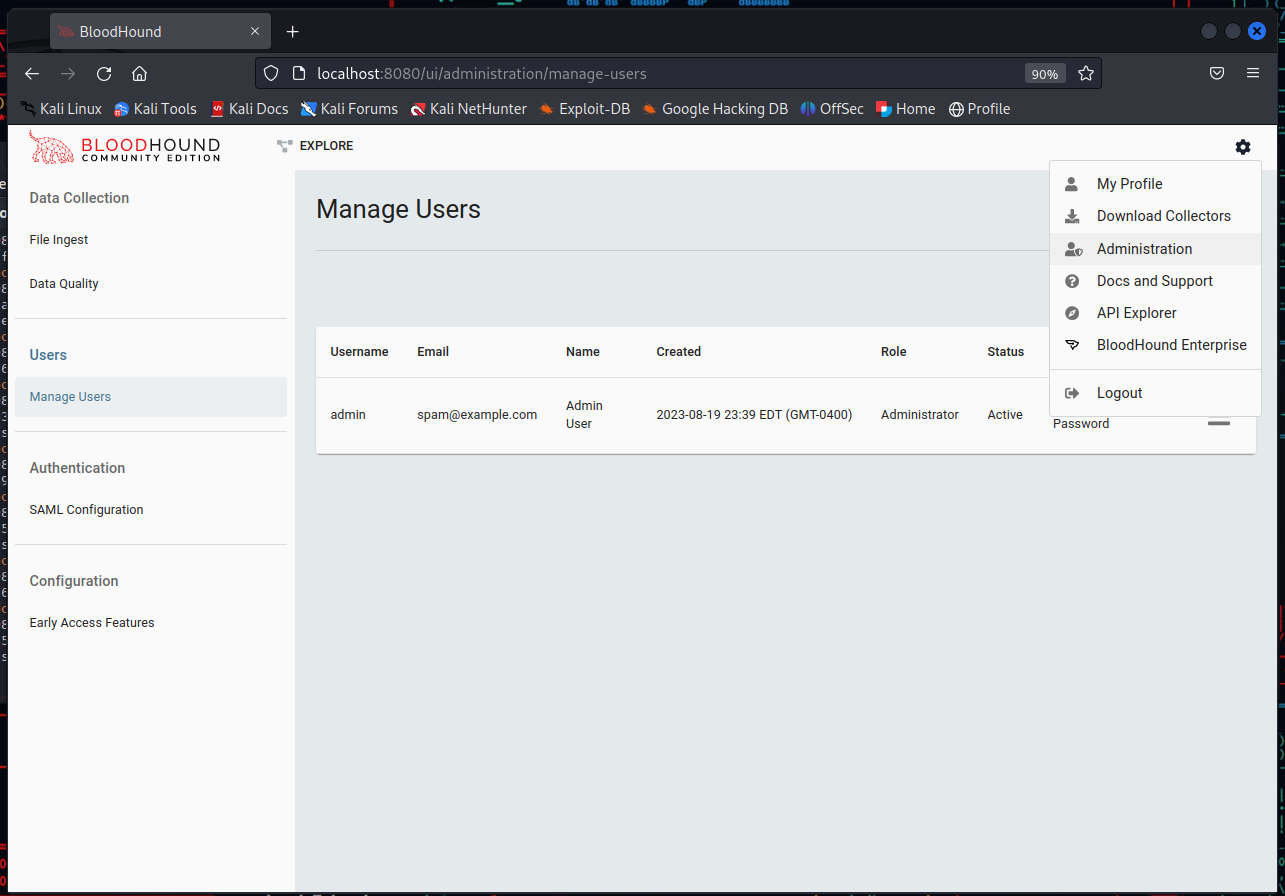 BloodHound
localhost:8080/ui/administration/manage-users
90%
Kali Linux Kali Tools Kali Docs Kali Forums Kali NetHunter Exploit-DB Google Hacking DB OffSec Home Profile
BLOODHOUND
COMMUNITY EDITION
EXPLORE
Data Collection
File Ingest
Data Quality
Users
Manage Users
Authentication
SAML Configuration
Configuration
Early Access Features
Manage Users
Username Email Name Created Role Status
admin spam@example.com Admin User 2023-08-19 23:39 EDT (GMT-0400) Administrator Active Password
My Profile
Download Collectors
Administration
Docs and Support
API Explorer
BloodHound Enterprise
Logout